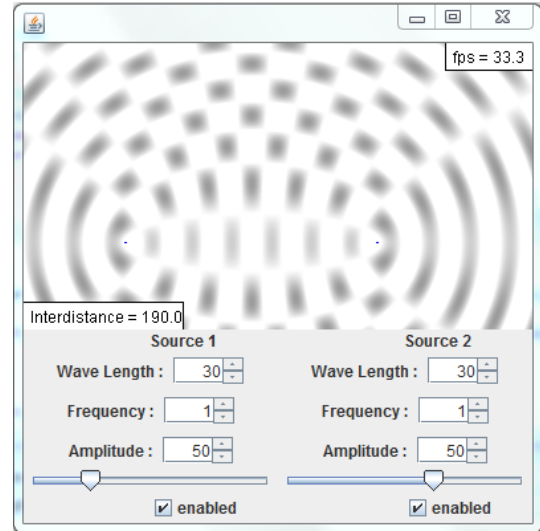 fps = 33.3
Interdistance = 190.0
Source 1 Source 2
Wave Length : 30 Wave Length : 30
Frequency : 1 Frequency : 1
Amplitude : 50 Amplitude : 50
enabled enabled